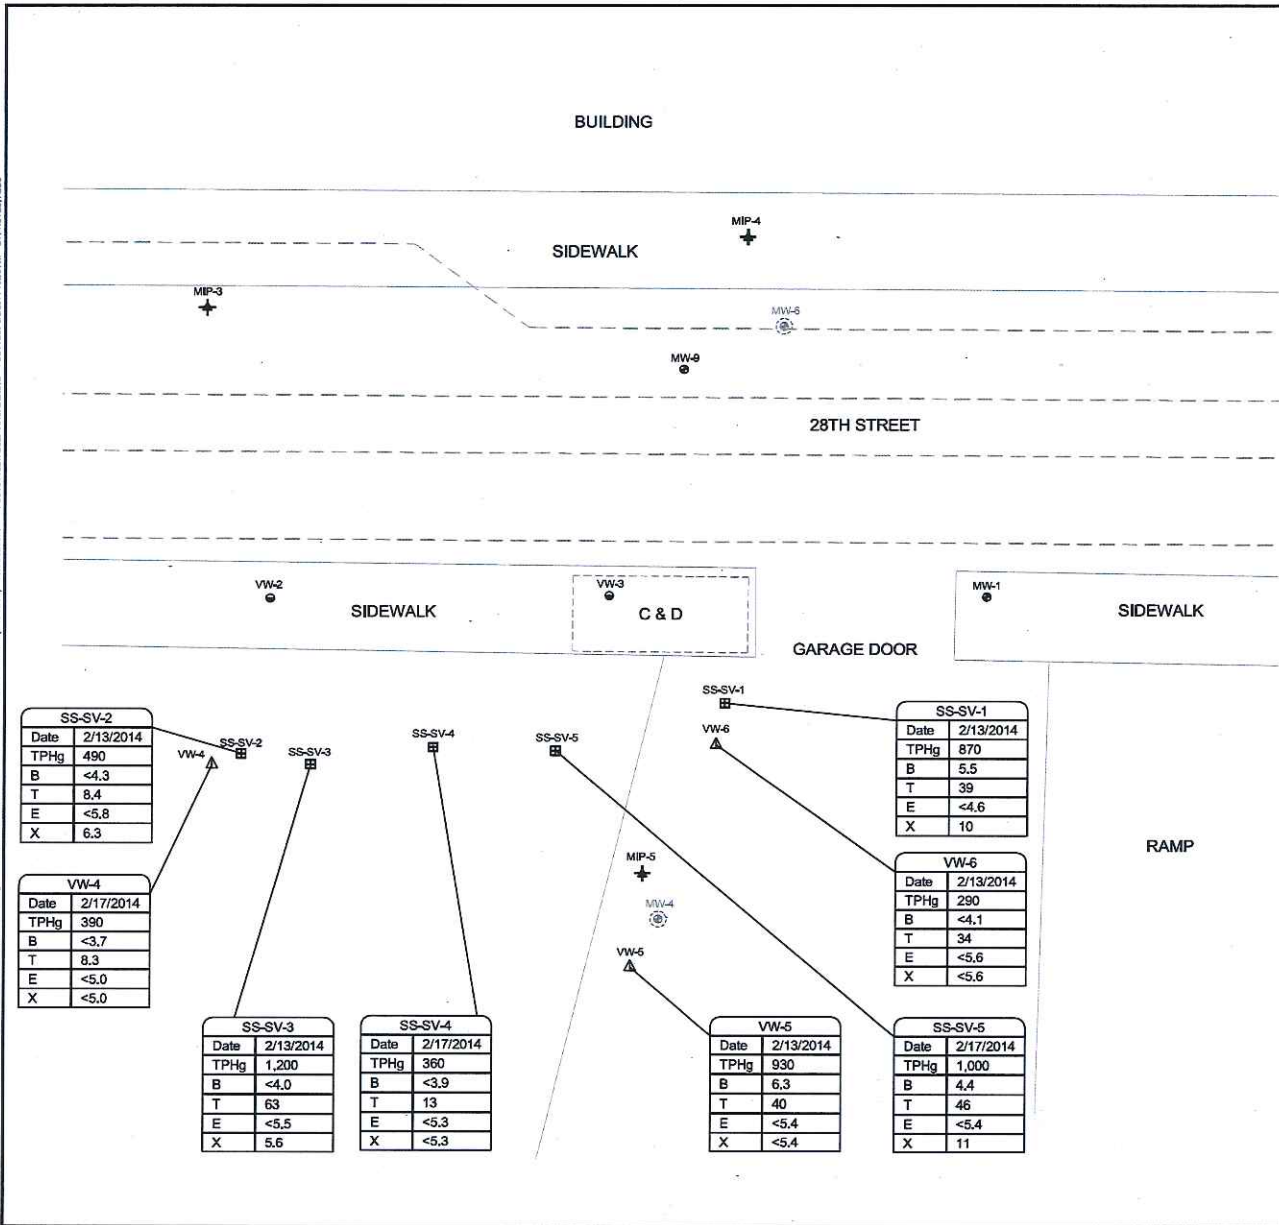 BUILDING
MIP-4
SIDEWALK
MIP-3
MW-6
MW-9
28TH STREET
VW-2
SIDEWALK
VW-3
C & D
MW-1
SIDEWALK
GARAGE DOOR
SS-SV-1
VW-6
SS-SV-2
VW-4
SS-SV-3
SS-SV-4
SS-SV-5
RAMP
MIP-5
MW-4
VW-5
SS-SV-2
Date 2/13/2014
TPHg 490
B <4.3
T 8.4
E <5.8
X 6.3
VW-4
Date 2/17/2014
TPHg 390
B <3.7
T 8.3
E <5.0
X <5.0
SS-SV-1
Date 2/13/2014
TPHg 870
B 5.5
T 39
E <4.6
X 10
VW-6
Date 2/13/2014
TPHg 290
B <4.1
T 34
E <5.6
X <5.6
SS-SV-3
Date 2/13/2014
TPHg 1,200
B <4.0
T 63
E <5.5
X 5.6
SS-SV-4
Date 2/17/2014
TPHg 360
B <3.9
T 13
E <5.3
X <5.3
VW-5
Date 2/13/2014
TPHg 930
B 6.3
T 40
E <5.4
X <5.4
SS-SV-5
Date 2/17/2014
TPHg 1,000
B 4.4
T 46
E <5.4
X 11